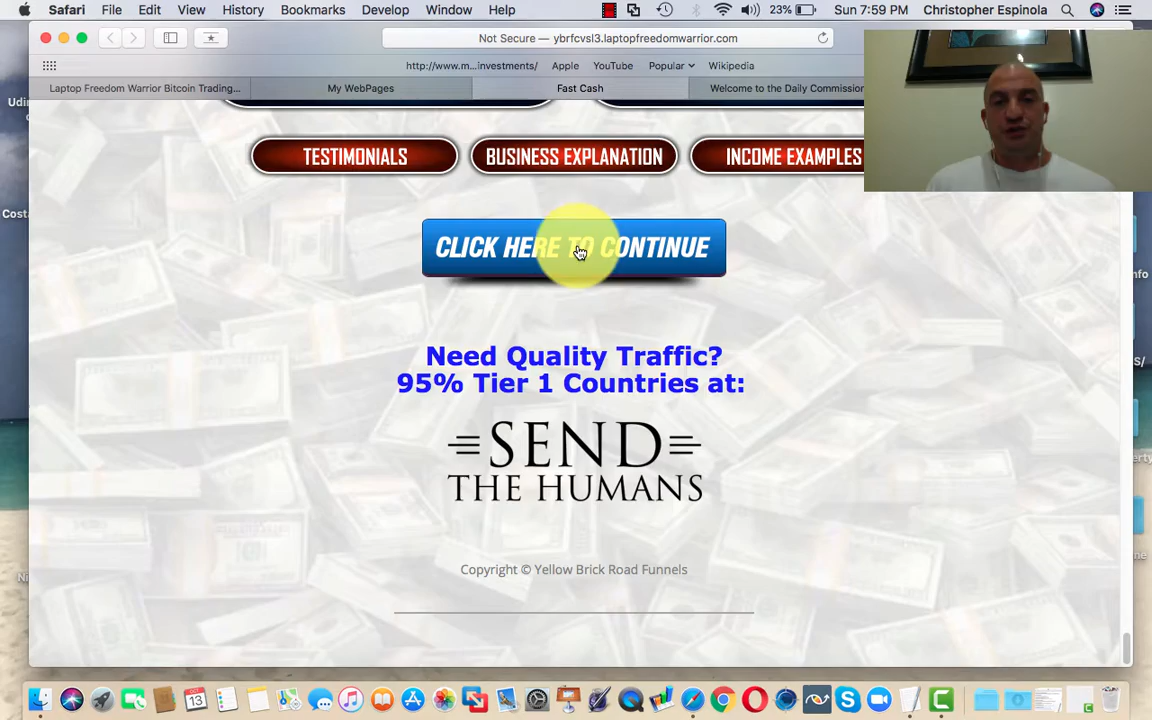 Safari File Edit View History Bookmarks Develop Window Help 23% Sun 7:59 PM Christopher Espinola
Not Secure — ybrfcvsl3.laptopfreedomwarrior.com
http://www.m...investments/ Apple YouTube Popular Wikipedia
Laptop Freedom Warrior Bitcoin Trading... My WebPages Fast Cash Welcome to the Daily Commission
TESTIMONIALS BUSINESS EXPLANATION INCOME EXAMPLES
CLICK HERE TO CONTINUE
Need Quality Traffic?
95% Tier 1 Countries at:
SEND
THE HUMANS
Copyright © Yellow Brick Road Funnels
OCT
13